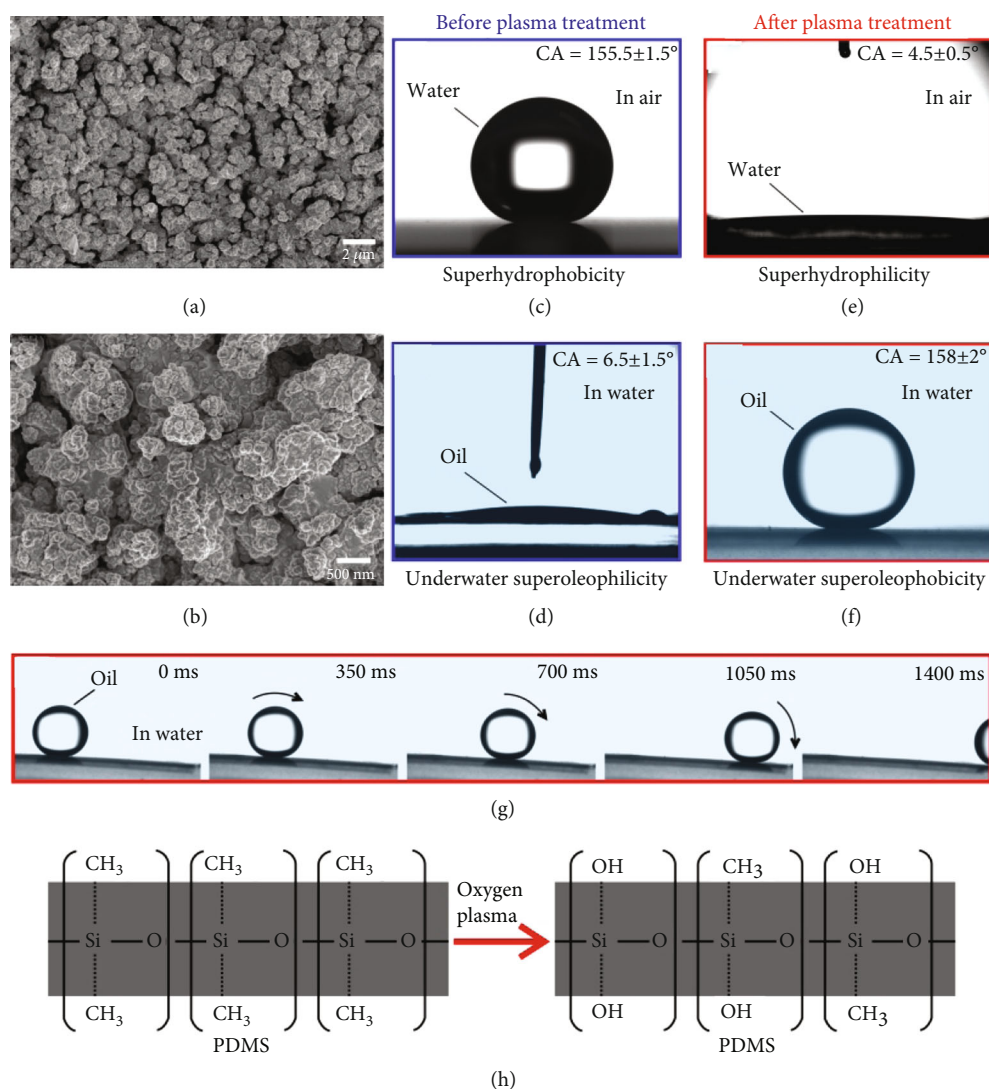 Before plasma treatment
After plasma treatment
2 μm
(a)
CA = 155.5±1.5°
Water
In air
Superhydrophobicity
(c)
CA = 4.5±0.5°
In air
Water
Superhydrophilicity
(e)
500 nm
(b)
CA = 6.5±1.5°
In water
Oil
Underwater superoleophilicity
(d)
CA = 158±2°
In water
Oil
Underwater superoleophobicity
(f)
0 ms
350 ms
700 ms
1050 ms
1400 ms
Oil
In water
(g)
CH3 CH3 CH3
Si O Si O Si O
CH3 CH3 CH3
PDMS
Oxygen
plasma
OH CH3 OH
Si O Si O Si O
OH OH CH3
PDMS
(h)